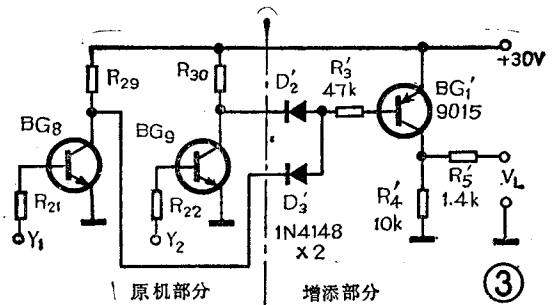 +30V
R29
R30
D2′
R3′
47k
BG1′
9015
BG8
BG9
R21
R22
Y1
Y2
D3′
1N4148
×2
R4′
10k
R5′
1.4k
VL
原机部分
增添部分
③